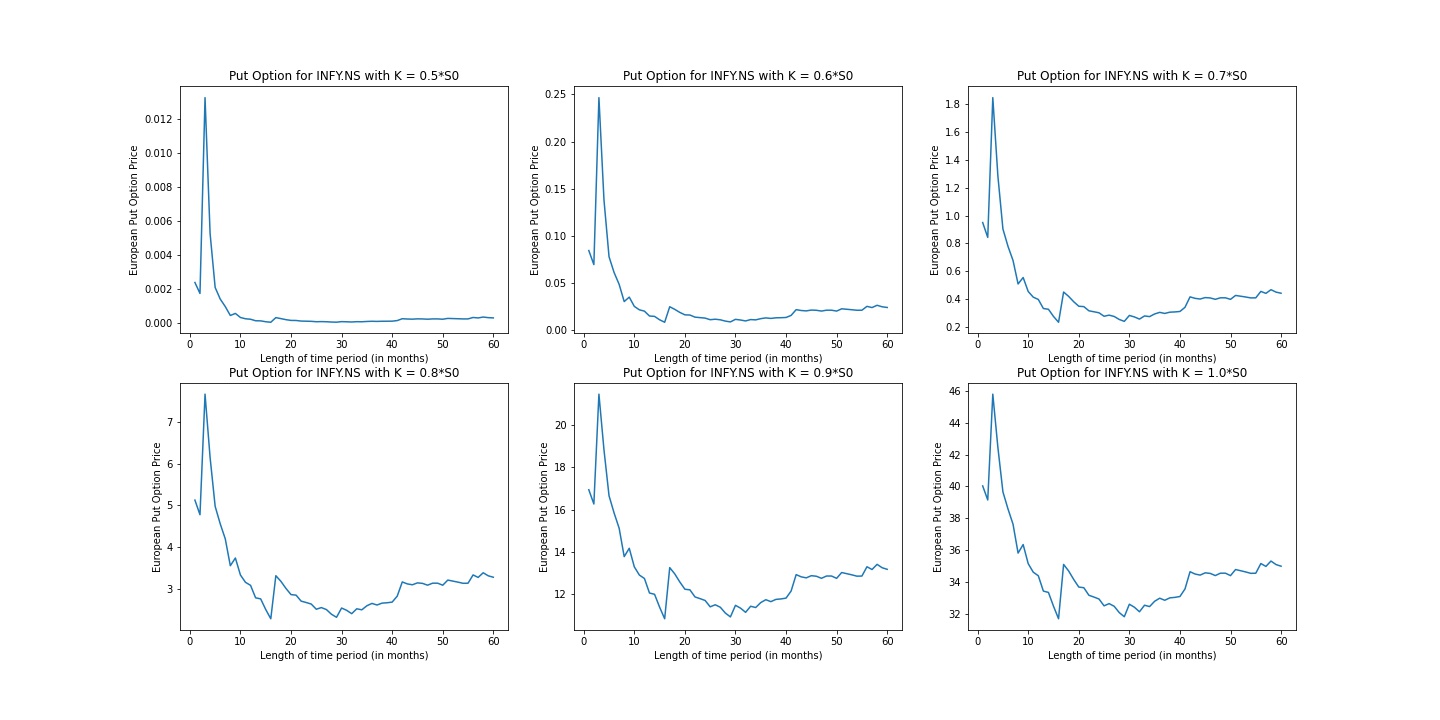 Put Option for INFY.NS with K = 0.5*S0
European Put Option Price
0.012
0.010
0.008
0.006
0.004
0.002
0.000
0 10 20 30 40 50 60
Length of time period (in months)
Put Option for INFY.NS with K = 0.6*S0
European Put Option Price
0.25
0.20
0.15
0.10
0.05
0.00
0 10 20 30 40 50 60
Length of time period (in months)
Put Option for INFY.NS with K = 0.7*S0
European Put Option Price
1.8
1.6
1.4
1.2
1.0
0.8
0.6
0.4
0.2
0 10 20 30 40 50 60
Length of time period (in months)
Put Option for INFY.NS with K = 0.8*S0
European Put Option Price
7
6
5
4
3
0 10 20 30 40 50 60
Length of time period (in months)
Put Option for INFY.NS with K = 0.9*S0
European Put Option Price
20
18
16
14
12
0 10 20 30 40 50 60
Length of time period (in months)
Put Option for INFY.NS with K = 1.0*S0
European Put Option Price
46
44
42
40
38
36
34
32
0 10 20 30 40 50 60
Length of time period (in months)